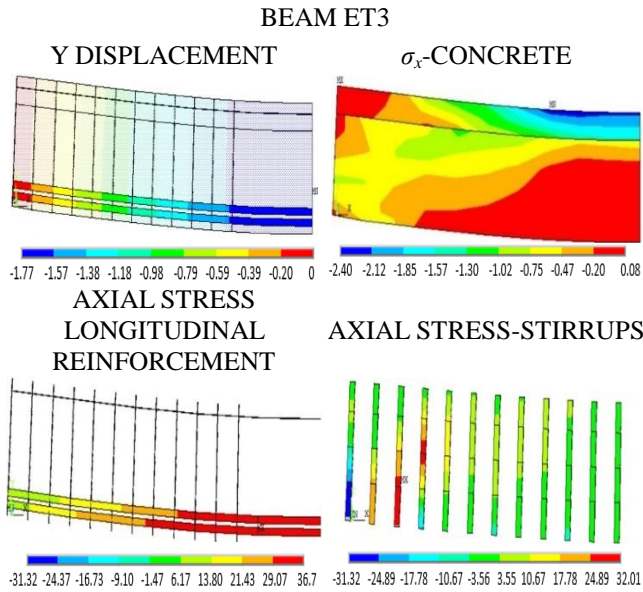 BEAM ET3
Y DISPLACEMENT
σx-CONCRETE
-1.77 -1.57 -1.38 -1.18 -0.98 -0.79 -0.59 -0.39 -0.20 0
-2.40 -2.12 -1.85 -1.57 -1.30 -1.02 -0.75 -0.47 -0.20 0.08
AXIAL STRESS
LONGITUDINAL
REINFORCEMENT
AXIAL STRESS-STIRRUPS
-31.32 -24.37 -16.73 -9.10 -1.47 6.17 13.80 21.43 29.07 36.7
-31.32 -24.89 -17.78 -10.67 -3.56 3.55 10.66 17.78 24.89 32.01